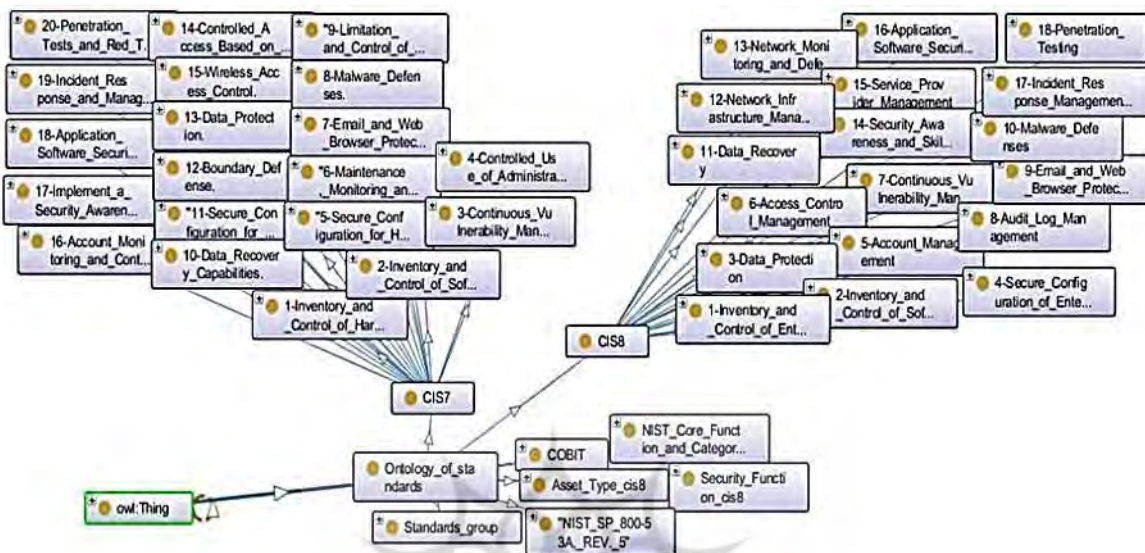 20-Penetration_
Tests_and_Red_T...
14-Controlled_A
ccess_Based_on_...
"9-Limitation
_and_Control_of_...
19-Incident_Res
ponse_and_Manag...
15-Wireless_Acc
ess_Control.
8-Malware_Defen
ses.
18-Application_
Software_Securi...
13-Data_Protect
ion.
7-Email_and_Web
_Browser_Protec...
17-Implement_a_
Security_Awaren...
12-Boundary_Def
ense.
"6-Maintenance
,_Monitoring_an...
4-Controlled_Us
e_of_Administra...
16-Account_Moni
toring_and_Cont...
"11-Secure_Con
figuration_for_...
"5-Secure_Conf
iguration_for_H...
3-Continuous_Vu
lnerability_Man...
10-Data_Recover
y_Capabilities.
2-Inventory_and
_Control_of_Sof...
1-Inventory_and
_Control_of_Har...
CIS7
13-Network_Moni
toring_and_Defe...
16-Application_
Software_Securi...
18-Penetration_
Testing
12-Network_Infr
astructure_Mana...
15-Service_Prov
ider_Management
17-Incident_Res
ponse_Managemen...
11-Data_Recover
y
14-Security_Awa
reness_and_Skil...
10-Malware_Defe
nses
6-Access_Contro
l_Management
7-Continuous_Vu
lnerability_Man...
9-Email_and_Web
_Browser_Protec...
3-Data_Protecti
on
5-Account_Manag
ement
8-Audit_Log_Man
agement
1-Inventory_and
_Control_of_Ent...
2-Inventory_and
_Control_of_Sof...
4-Secure_Config
uration_of_Ente...
CIS8
owl:Thing
Ontology_of_sta
ndards
COBIT
NIST_Core_Funct
ion_and_Categor...
Asset_Type_cis8
Security_Functi
on_cis8
Standards_group
"NIST_SP_800-5
3A,_REV._5"